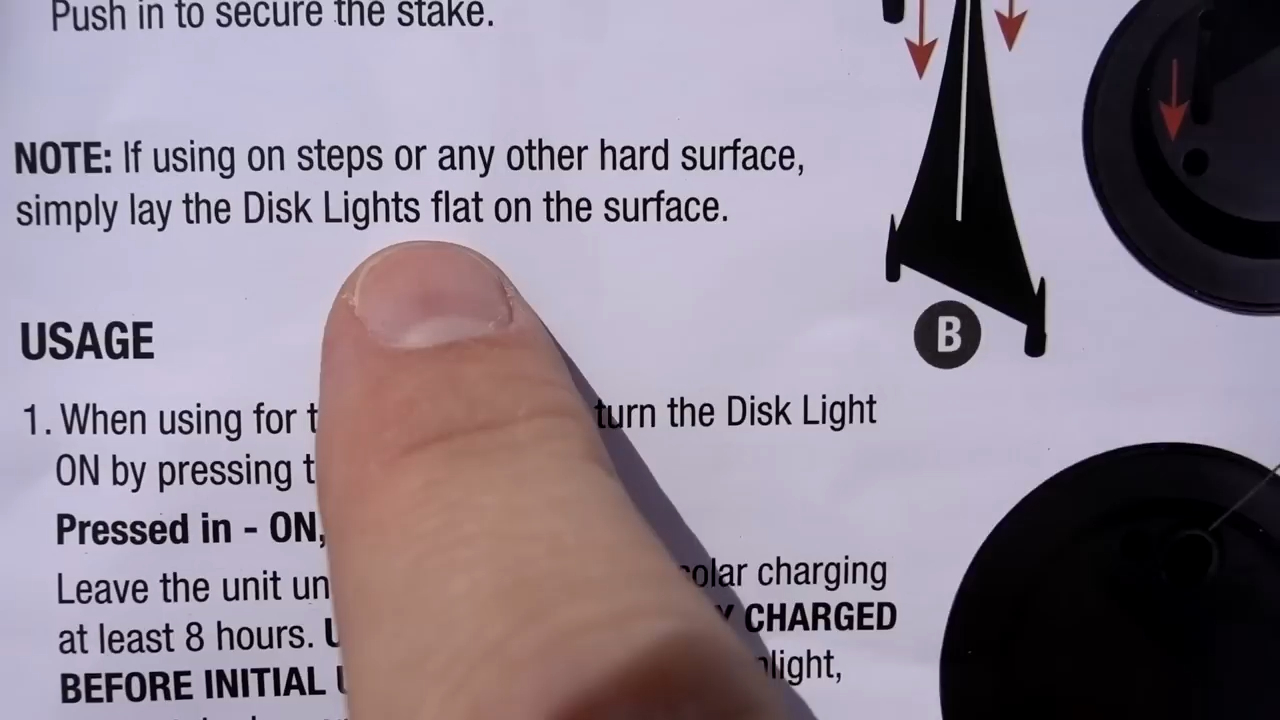 Push in to secure the stake.
NOTE: If using on steps or any other hard surface,
simply lay the Disk Lights flat on the surface.
B
USAGE
1. When using for turn the Disk Light
ON by pressing
Pressed in - ON,
Leave the unit solar charging
at least 8 hours. CHARGED
BEFORE INITIAL